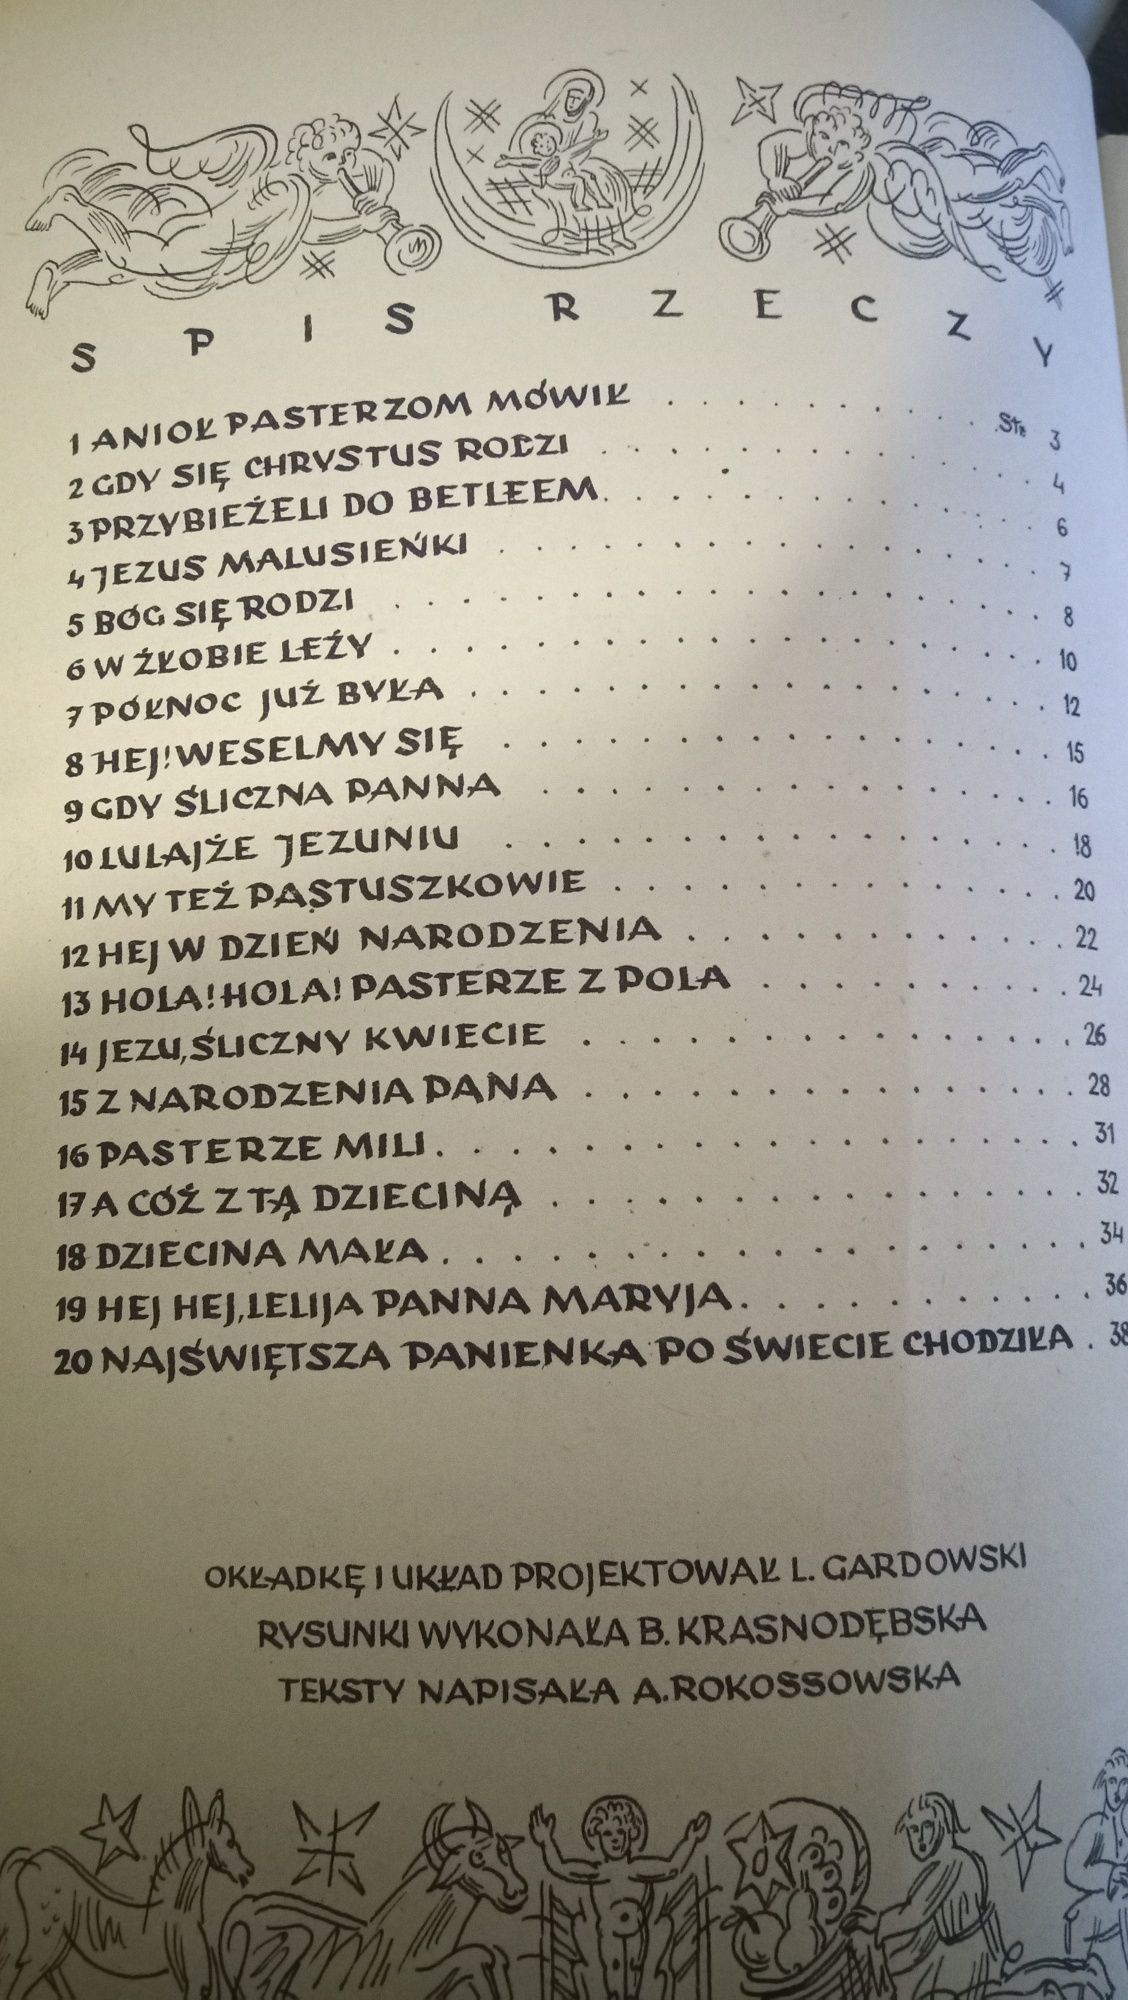 SPIS RZECZY
1 ANIOŁ PASTERZOM MÓWIŁ . . . . . . . . . . Str. 3
2 GDY SIĘ CHRYSTUS RODZI . . . . . . . . . . 4
3 PRZYBIEŻELI DO BETLEEM . . . . . . . . . . 6
4 JEZUS MALUSIEŃKI . . . . . . . . . . 7
5 BÓG SIĘ RODZI . . . . . . . . . . 8
6 W ŻŁOBIE LEŻY . . . . . . . . . . 10
7 PÓŁNOC JUŻ BYŁA . . . . . . . . . . 12
8 HEJ! WESELMY SIĘ . . . . . . . . . . 15
9 GDY ŚLICZNA PANNA . . . . . . . . . . 16
10 LULAJŻE JEZUNIU . . . . . . . . . . 18
11 MY TEŻ PASTUSZKOWIE . . . . . . . . . . 20
12 HEJ W DZIEŃ NARODZENIA . . . . . . . . . . 22
13 HOLA! HOLA! PASTERZE Z POLA . . . . . . . . 24
14 JEZU, ŚLICZNY KWIECIE . . . . . . . . . . 26
15 Z NARODZENIA PANA . . . . . . . . . . 28
16 PASTERZE MILI . . . . . . . . . . 31
17 A CÓŻ Z TĄ DZIECINĄ . . . . . . . . . . 32
18 DZIECINA MAŁA . . . . . . . . . . 34
19 HEJ HEJ, LELIJA PANNA MARYJA . . . . . . . . 36
20 NAJŚWIĘTSZA PANIENKA PO ŚWIECIE CHODZIŁA . 38
OKŁADKĘ I UKŁAD PROJEKTOWAŁ L. GARDOWSKI
RYSUNKI WYKONAŁA B. KRASNODĘBSKA
TEKSTY NAPISAŁA A. ROKOSSOWSKA